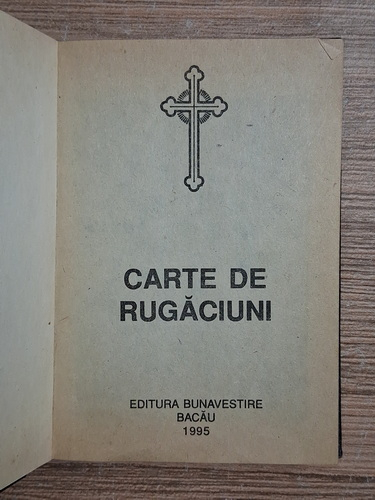 CARTE DE
RUGĂCIUNI
EDITURA BUNAVESTIRE
BACĂU
1995